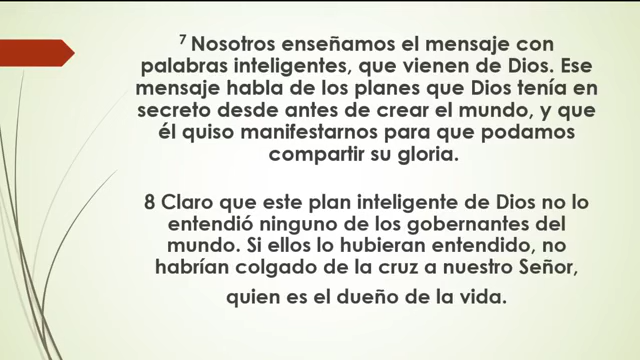 7 Nosotros enseñamos el mensaje con
palabras inteligentes, que vienen de Dios. Ese
mensaje habla de los planes que Dios tenía en
secreto desde antes de crear el mundo, y que
él quiso manifestarnos para que podamos
compartir su gloria.
8 Claro que este plan inteligente de Dios no lo
entendió ninguno de los gobernantes del
mundo. Si ellos lo hubieran entendido, no
habrían colgado de la cruz a nuestro Señor,
quien es el dueño de la vida.